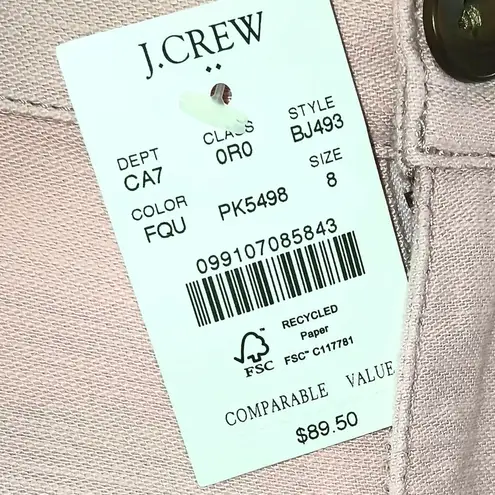 J.CREW
DEPT CLASS STYLE
CA7 0R0 BJ493
COLOR SIZE
FQU PK5498 8
099107085843
FSC
RECYCLED
Paper
FSC™ C117781
COMPARABLE VALUE
$89.50